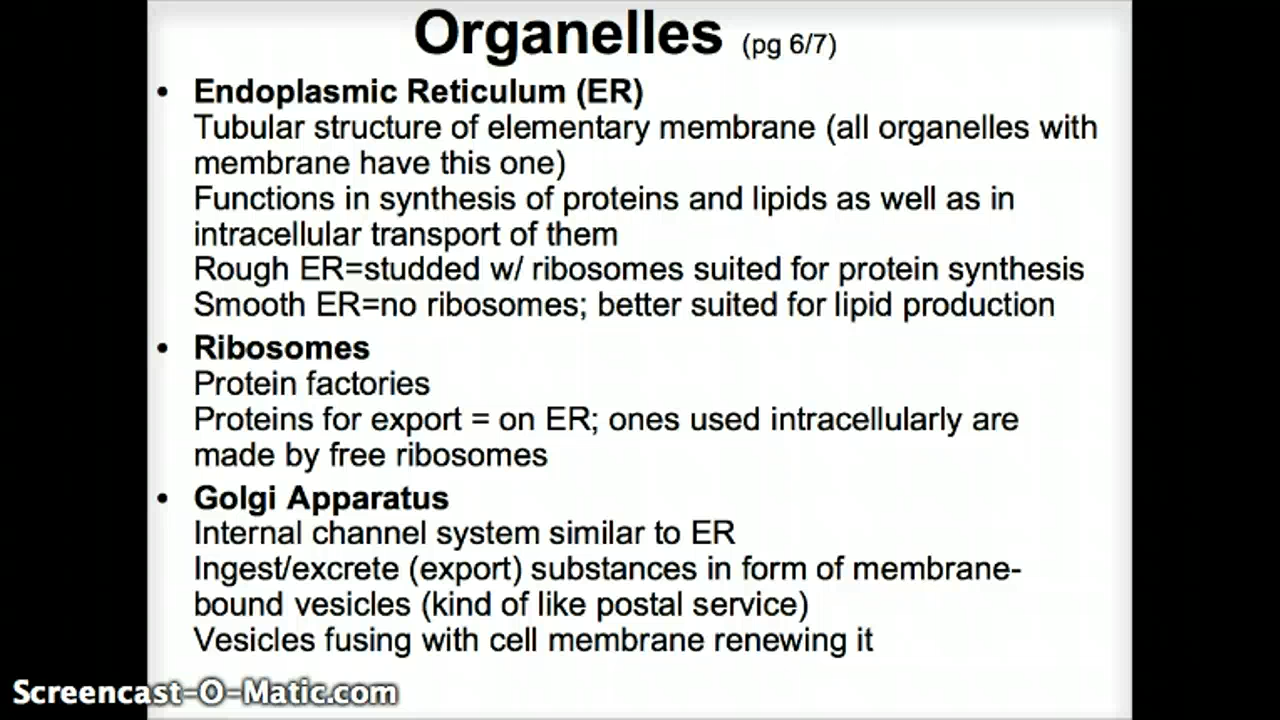 Organelles (pg 6/7)
• Endoplasmic Reticulum (ER)
Tubular structure of elementary membrane (all organelles with
membrane have this one)
Functions in synthesis of proteins and lipids as well as in
intracellular transport of them
Rough ER=studded w/ ribosomes suited for protein synthesis
Smooth ER=no ribosomes; better suited for lipid production
• Ribosomes
Protein factories
Proteins for export = on ER; ones used intracellularly are
made by free ribosomes
• Golgi Apparatus
Internal channel system similar to ER
Ingest/excrete (export) substances in form of membrane-
bound vesicles (kind of like postal service)
Vesicles fusing with cell membrane renewing it
Screencast-O-Matic.com